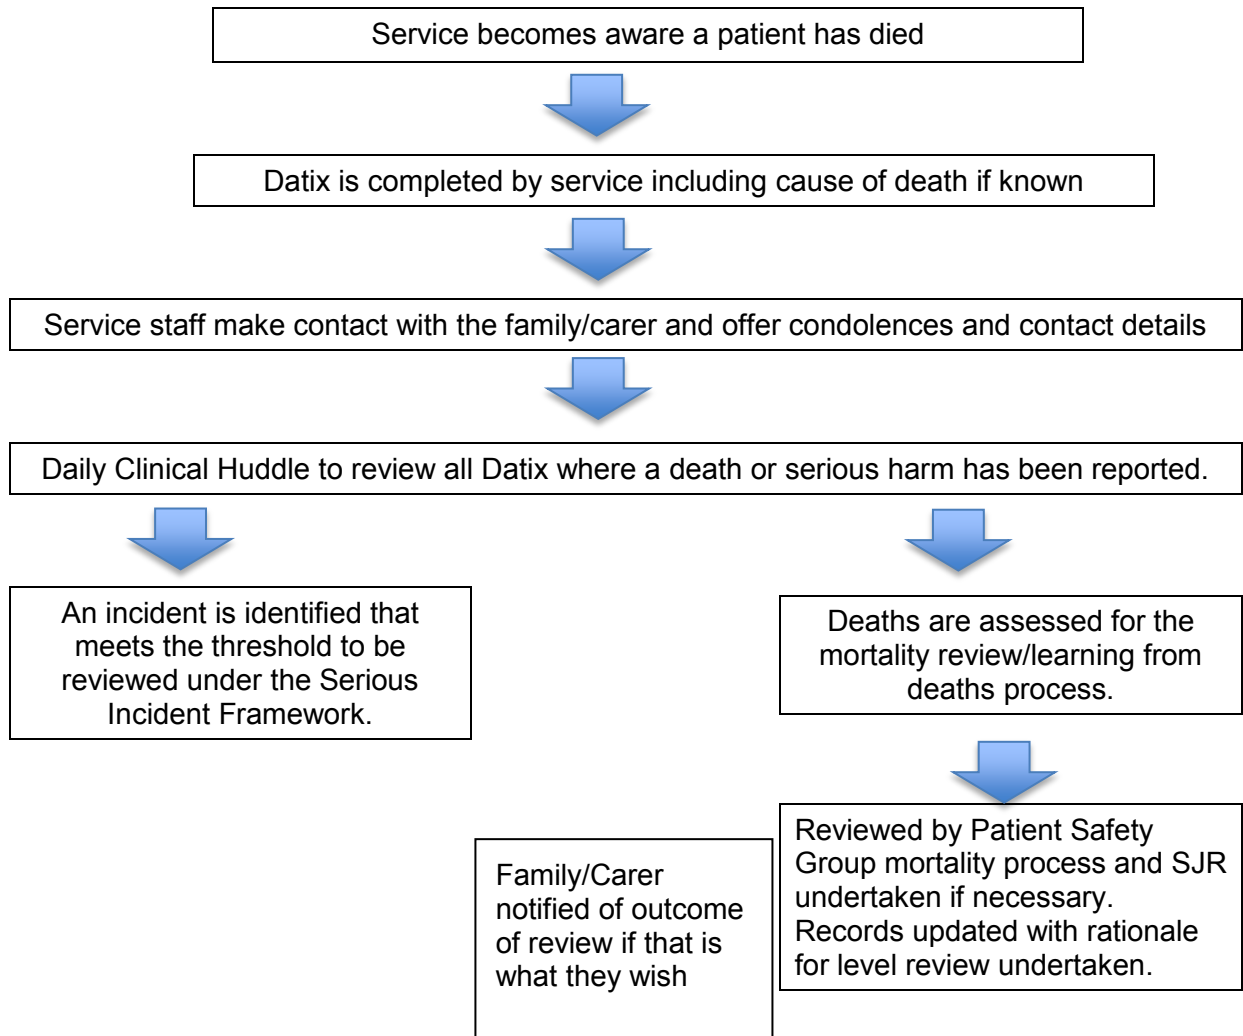 Service becomes aware a patient has died
Datix is completed by service including cause of death if known
Service staff make contact with the family/carer and offer condolences and contact details
Daily Clinical Huddle to review all Datix where a death or serious harm has been reported.
An incident is identified that
meets the threshold to be
reviewed under the Serious
Incident Framework.
Deaths are assessed for the
mortality review/learning from
deaths process.
Reviewed by Patient Safety
Group mortality process and SJR
undertaken if necessary.
Records updated with rationale
for level review undertaken.
Family/Carer
notified of outcome
of review if that is
what they wish